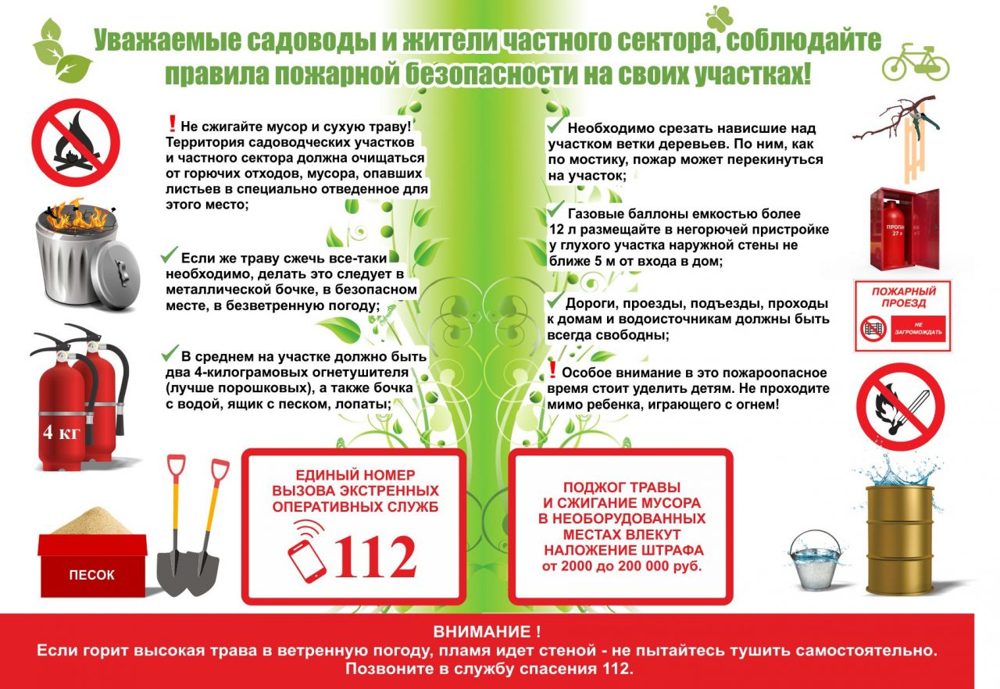 Уважаемые садоводы и жители частного сектора, соблюдайте
правила пожарной безопасности на своих участках!
! Не сжигайте мусор и сухую траву!
Территория садоводческих участков
и частного сектора должна очищаться
от горючих отходов, мусора, опавших
листьев в специально отведенное для
этого место;
Если же траву сжечь все-таки
необходимо, делать это следует в
металлической бочке, в безопасном
месте, в безветренную погоду;
В среднем на участке должно быть
два 4-килограмовых огнетушителя
(лучше порошковых), а также бочка
с водой, ящик с песком, лопаты;
4 кг
ПЕСОК
Необходимо срезать нависшие над
участком ветки деревьев. По ним, как
по мостику, пожар может перекинуться
на участок;
Газовые баллоны емкостью более
12 л размещайте в негорючей пристройке
у глухого участка наружной стены не
ближе 5 м от входа в дом;
Дороги, проезды, подъезды, проходы
к домам и водоисточникам должны быть
всегда свободны;
! Особое внимание в это пожароопасное
время стоит уделить детям. Не проходите
мимо ребенка, играющего с огнем!
27 л
ПОЖАРНЫЙ
ПРОЕЗД
НЕ
ЗАГРОМОЖДАТЬ
ЕДИНЫЙ НОМЕР
ВЫЗОВА ЭКСТРЕННЫХ
ОПЕРАТИВНЫХ СЛУЖБ
112
ПОДЖОГ ТРАВЫ
И СЖИГАНИЕ МУСОРА
В НЕОБОРУДОВАННЫХ
МЕСТАХ ВЛЕКУТ
НАЛОЖЕНИЕ ШТРАФА
от 2000 до 200 000 руб.
ВНИМАНИЕ !
Если горит высокая трава в ветренную погоду, пламя идет стеной - не пытайтесь тушить самостоятельно.
Позвоните в службу спасения 112.